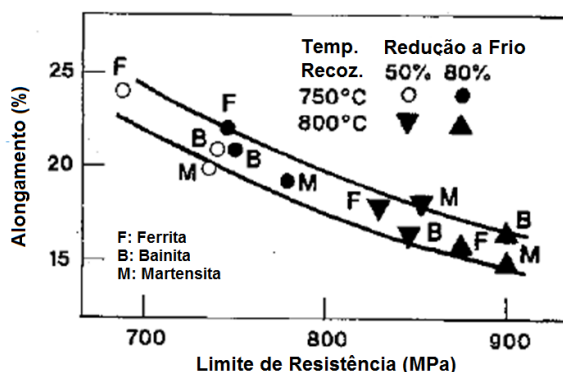 Temp. Redução a Frio
Recoz. 50% 80%
750°C
800°C
Alongamento (%)
25
20
15
F
F
B
B
M
M
F
M
B
B
F
M
F: Ferrita
B: Bainita
M: Martensita
700 800 900
Limite de Resistência (MPa)